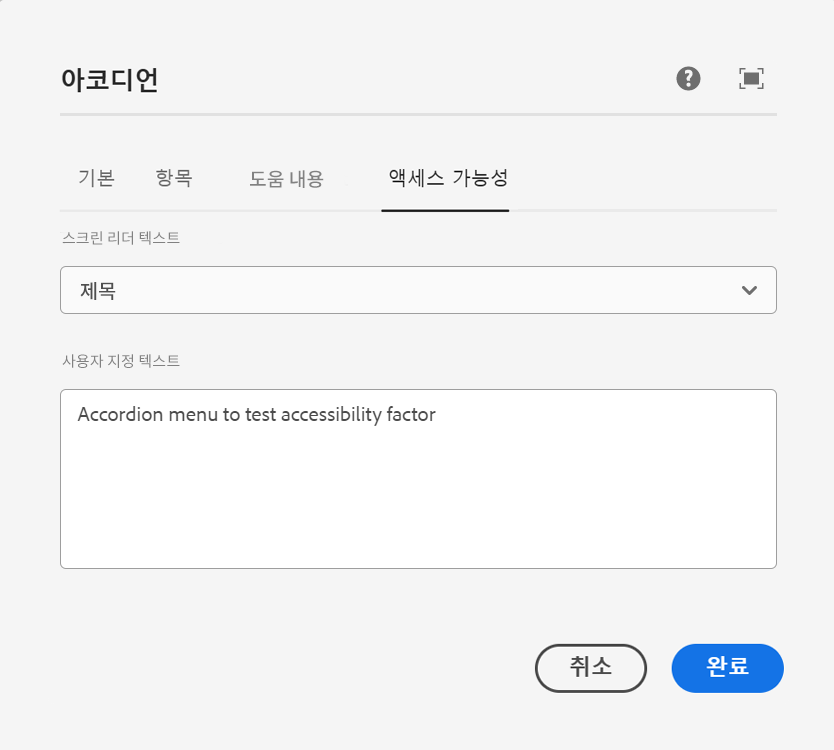 아코디언
기본 항목 도움 내용 액세스 가능성
스크린 리더 텍스트
제목
사용자 지정 텍스트
Accordion menu to test accessibility factor
취소 완료